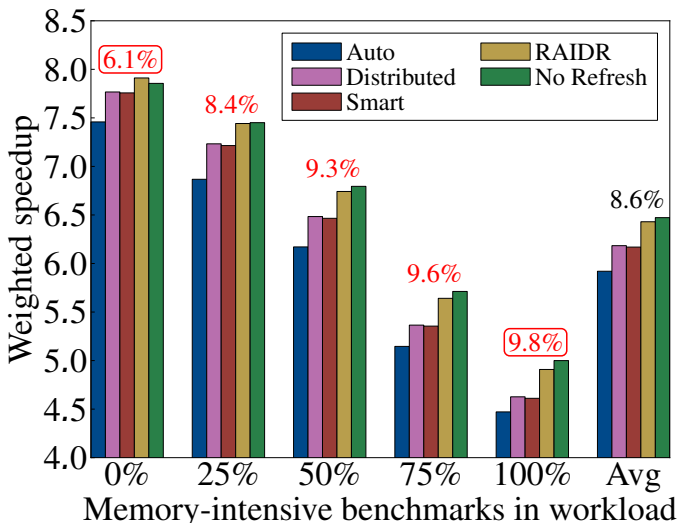 8.5
8.0
7.5
7.0
6.5
6.0
5.5
5.0
4.5
4.0
Weighted speedup
Auto
Distributed
Smart
RAIDR
No Refresh
6.1%
8.4%
9.3%
9.6%
9.8%
8.6%
0% 25% 50% 75% 100% Avg
Memory-intensive benchmarks in workload